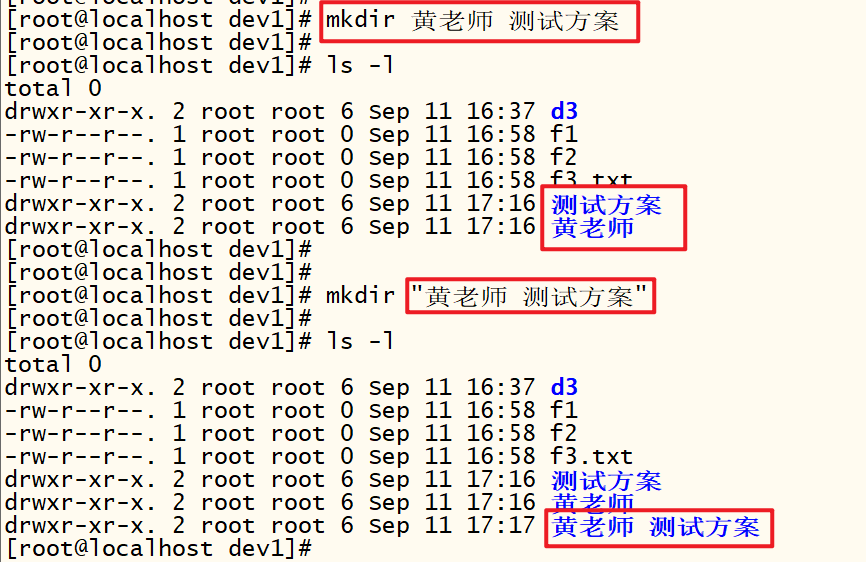 [root@localhost dev1]#
[root@localhost dev1]# mkdir 黄老师 测试方案
[root@localhost dev1]#
[root@localhost dev1]# ls -l
total 0
drwxr-xr-x. 2 root root 6 Sep 11 16:37 d3
-rw-r--r--. 1 root root 0 Sep 11 16:58 f1
-rw-r--r--. 1 root root 0 Sep 11 16:58 f2
-rw-r--r--. 1 root root 0 Sep 11 16:58 f3.txt
drwxr-xr-x. 2 root root 6 Sep 11 17:16 测试方案
drwxr-xr-x. 2 root root 6 Sep 11 17:16 黄老师
[root@localhost dev1]#
[root@localhost dev1]#
[root@localhost dev1]# mkdir "黄老师 测试方案"
[root@localhost dev1]#
[root@localhost dev1]# ls -l
total 0
drwxr-xr-x. 2 root root 6 Sep 11 16:37 d3
-rw-r--r--. 1 root root 0 Sep 11 16:58 f1
-rw-r--r--. 1 root root 0 Sep 11 16:58 f2
-rw-r--r--. 1 root root 0 Sep 11 16:58 f3.txt
drwxr-xr-x. 2 root root 6 Sep 11 17:16 测试方案
drwxr-xr-x. 2 root root 6 Sep 11 17:16 黄老师
drwxr-xr-x. 2 root root 6 Sep 11 17:17 黄老师 测试方案
[root@localhost dev1]#